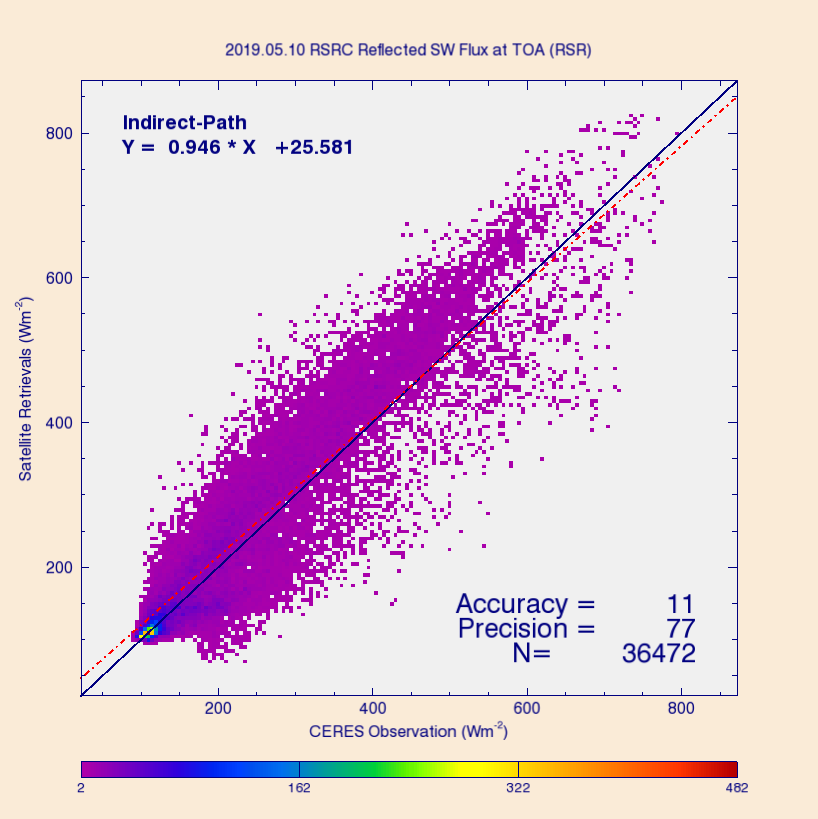 2019.05.10 RSRC Reflected SW Flux at TOA (RSR)
Indirect-Path
Y = 0.946 * X +25.581
800
600
400
200
Satellite Retrievals (Wm⁻²)
Accuracy = 11
Precision = 77
N= 36472
200 400 600 800
CERES Observation (Wm⁻²)
2 162 322 482